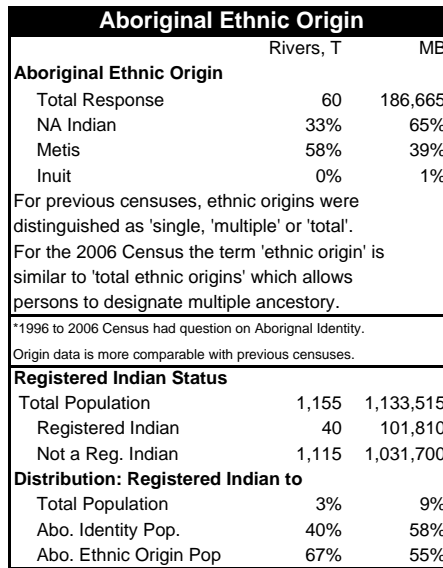 Aboriginal Ethnic Origin
Rivers, T MB
Aboriginal Ethnic Origin
Total Response 60 186,665
NA Indian 33% 65%
Metis 58% 39%
Inuit 0% 1%
For previous censuses, ethnic origins were
distinguished as 'single, 'multiple' or 'total'.
For the 2006 Census the term 'ethnic origin' is
similar to 'total ethnic origins' which allows
persons to designate multiple ancestory.
*1996 to 2006 Census had question on Aborignal Identity.
Origin data is more comparable with previous censuses.
Registered Indian Status
Total Population 1,155 1,133,515
Registered Indian 40 101,810
Not a Reg. Indian 1,115 1,031,700
Distribution: Registered Indian to
Total Population 3% 9%
Abo. Identity Pop. 40% 58%
Abo. Ethnic Origin Pop 67% 55%